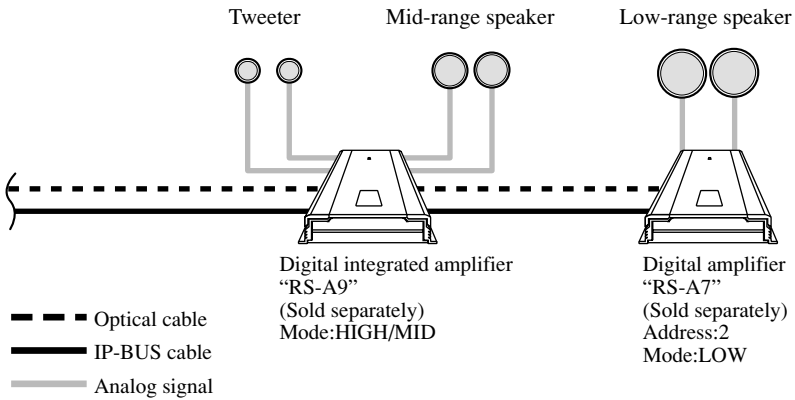 Tweeter
Mid-range speaker
Low-range speaker
Digital integrated amplifier
“RS-A9”
(Sold separately)
Mode:HIGH/MID
Digital amplifier
“RS-A7”
(Sold separately)
Address:2
Mode:LOW
Optical cable
IP-BUS cable
Analog signal